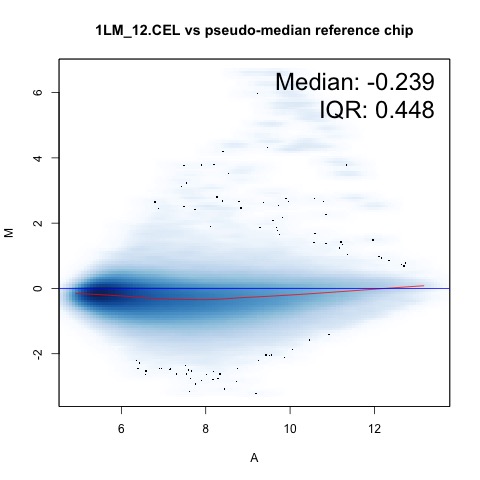 1LM_12.CEL vs pseudo-median reference chip
Median: -0.239
IQR: 0.448
6
4
2
0
-2
M
6 8 10 12
A